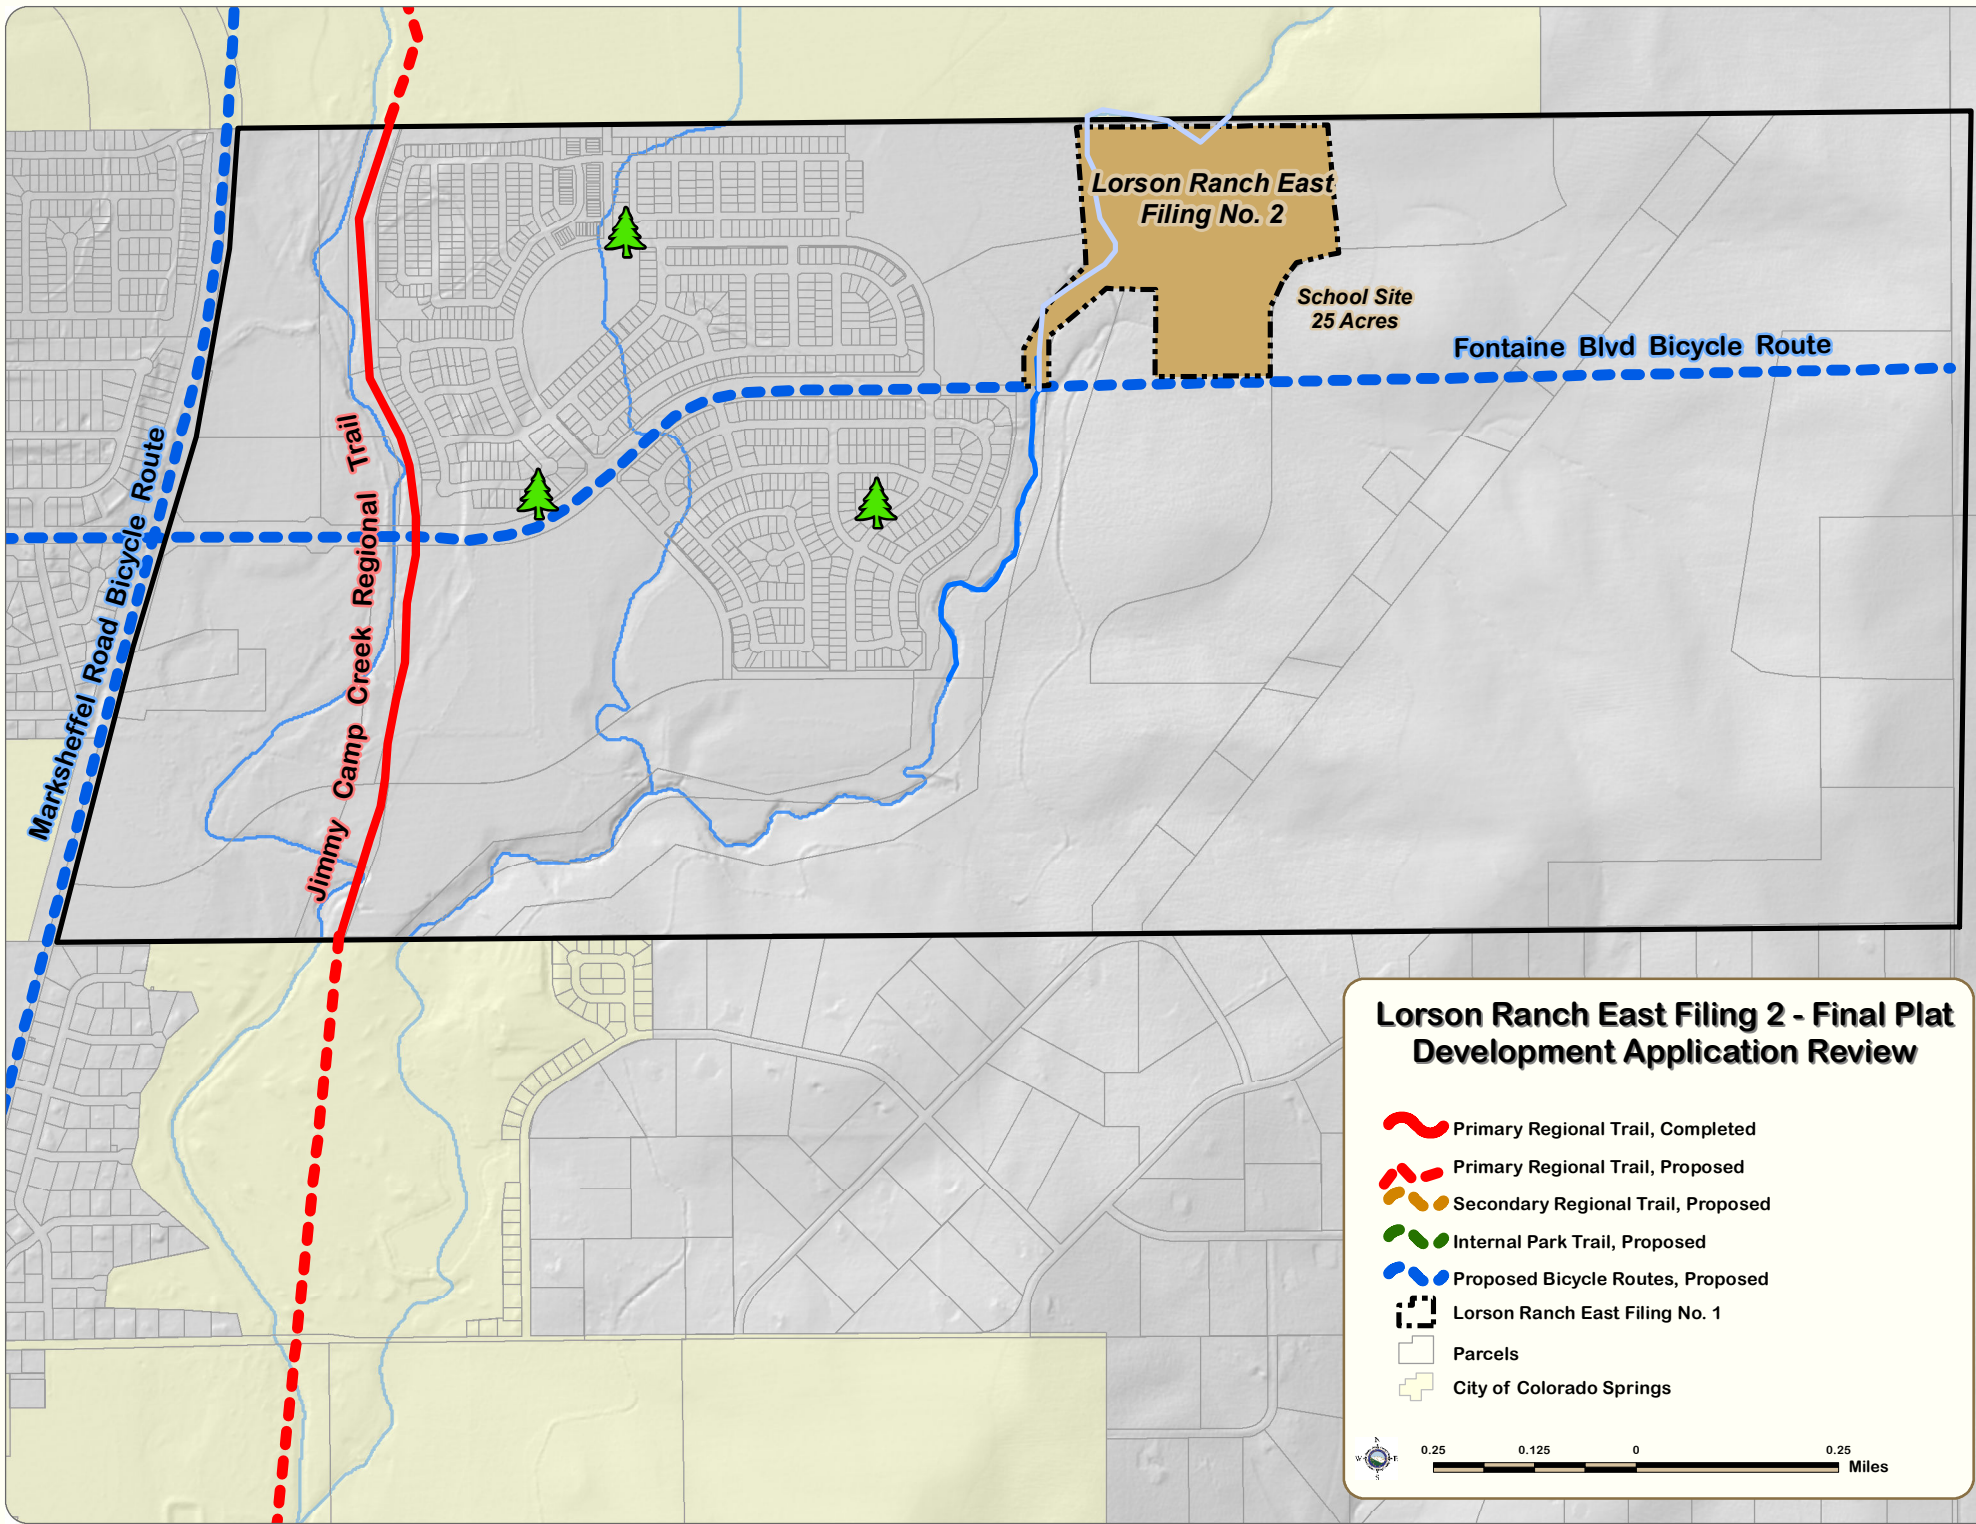 Lorson Ranch East
Filing No. 2
School Site
25 Acres
Fontaine Blvd Bicycle Route
Marksheffel Road Bicycle Route
Jimmy Camp Creek Regional Trail
Lorson Ranch East Filing 2 - Final Plat
Development Application Review
Primary Regional Trail, Completed
Primary Regional Trail, Proposed
Secondary Regional Trail, Proposed
Internal Park Trail, Proposed
Proposed Bicycle Routes, Proposed
Lorson Ranch East Filing No. 1
Parcels
City of Colorado Springs
N
W E
S
0.25 0.125 0 0.25
Miles